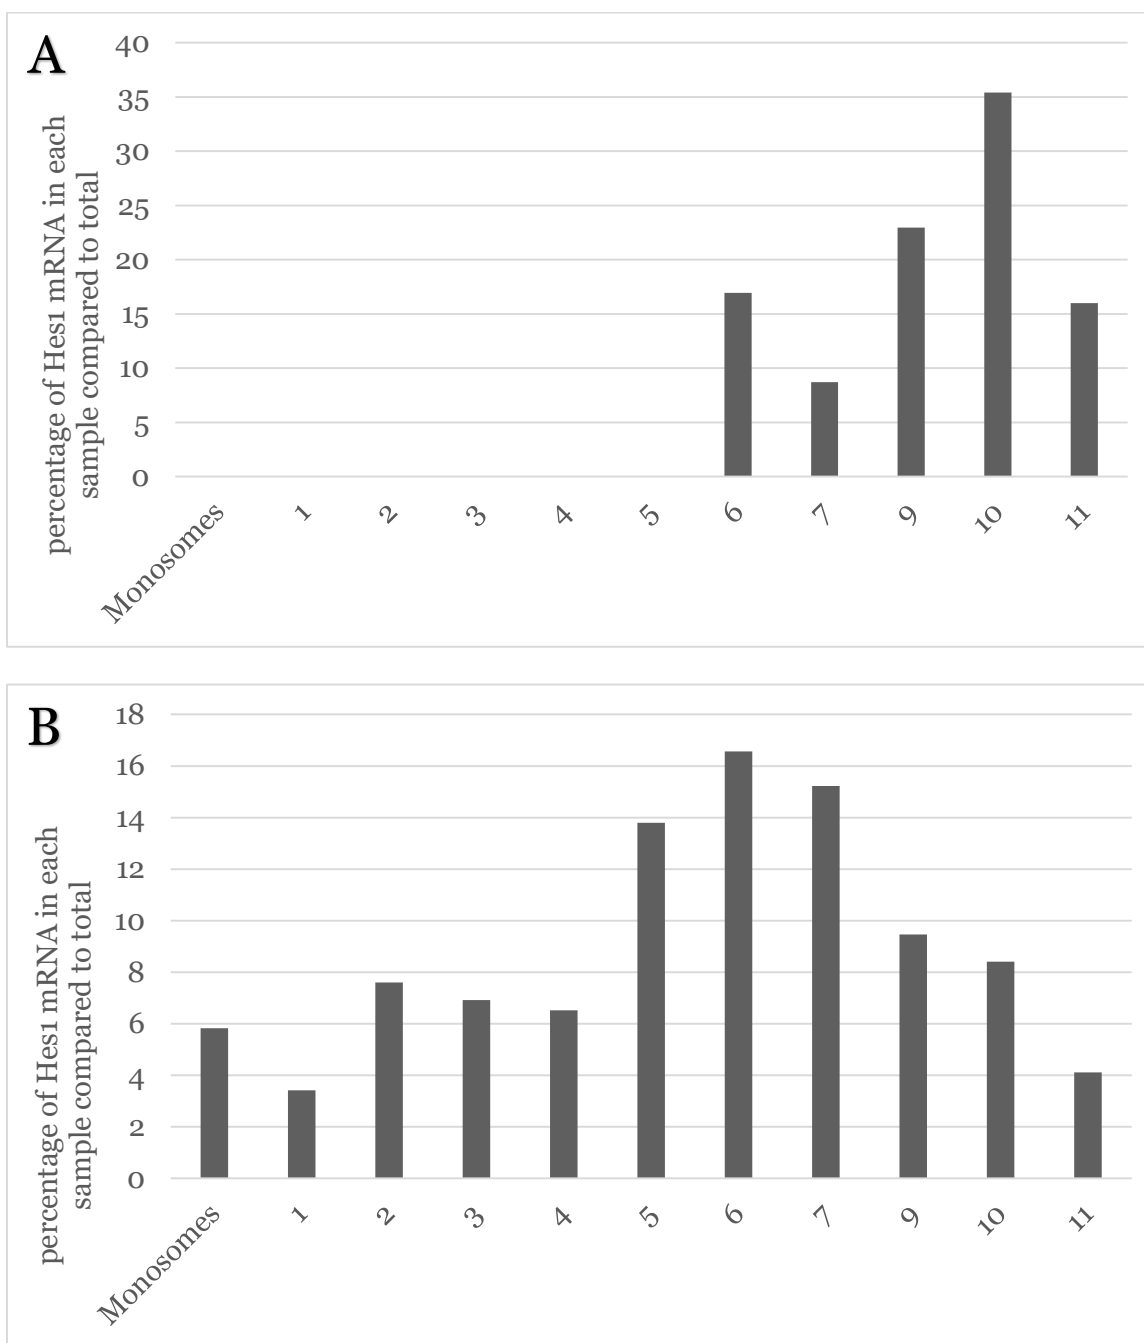 A
percentage of Hes1 mRNA in each
sample compared to total
40
35
30
25
20
15
10
5
0
Monosomes 1 2 3 4 5 6 7 9 10 11
B
percentage of Hes1 mRNA in each
sample compared to total
18
16
14
12
10
8
6
4
2
0
Monosomes 1 2 3 4 5 6 7 9 10 11